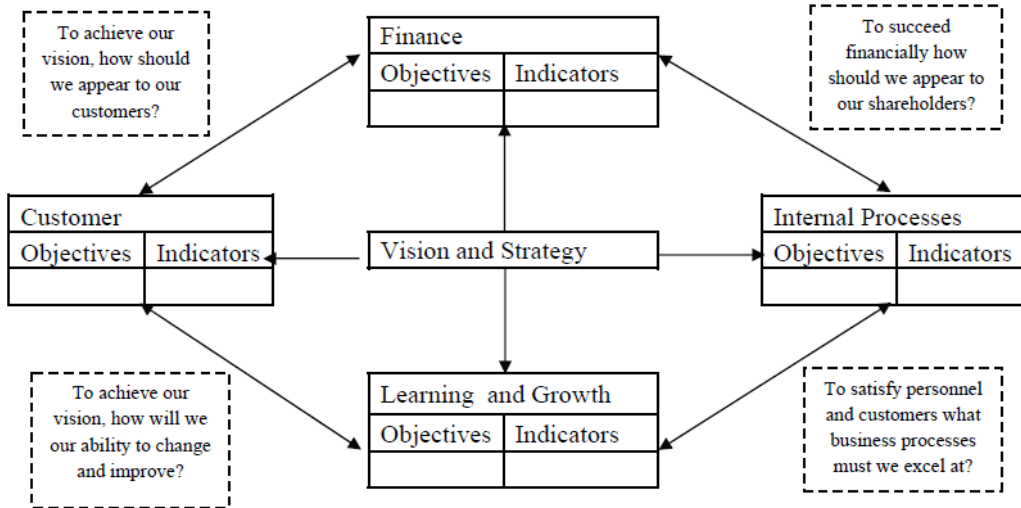 To achieve our
vision, how should
we appear to our
customers?
Finance
Objectives Indicators
To succeed
financially how
should we appear to
our shareholders?
Customer
Objectives Indicators
Vision and Strategy
Internal Processes
Objectives Indicators
To achieve our
vision, how will we
our ability to change
and improve?
Learning and Growth
Objectives Indicators
To satisfy personnel
and customers what
business processes
must we excel at?